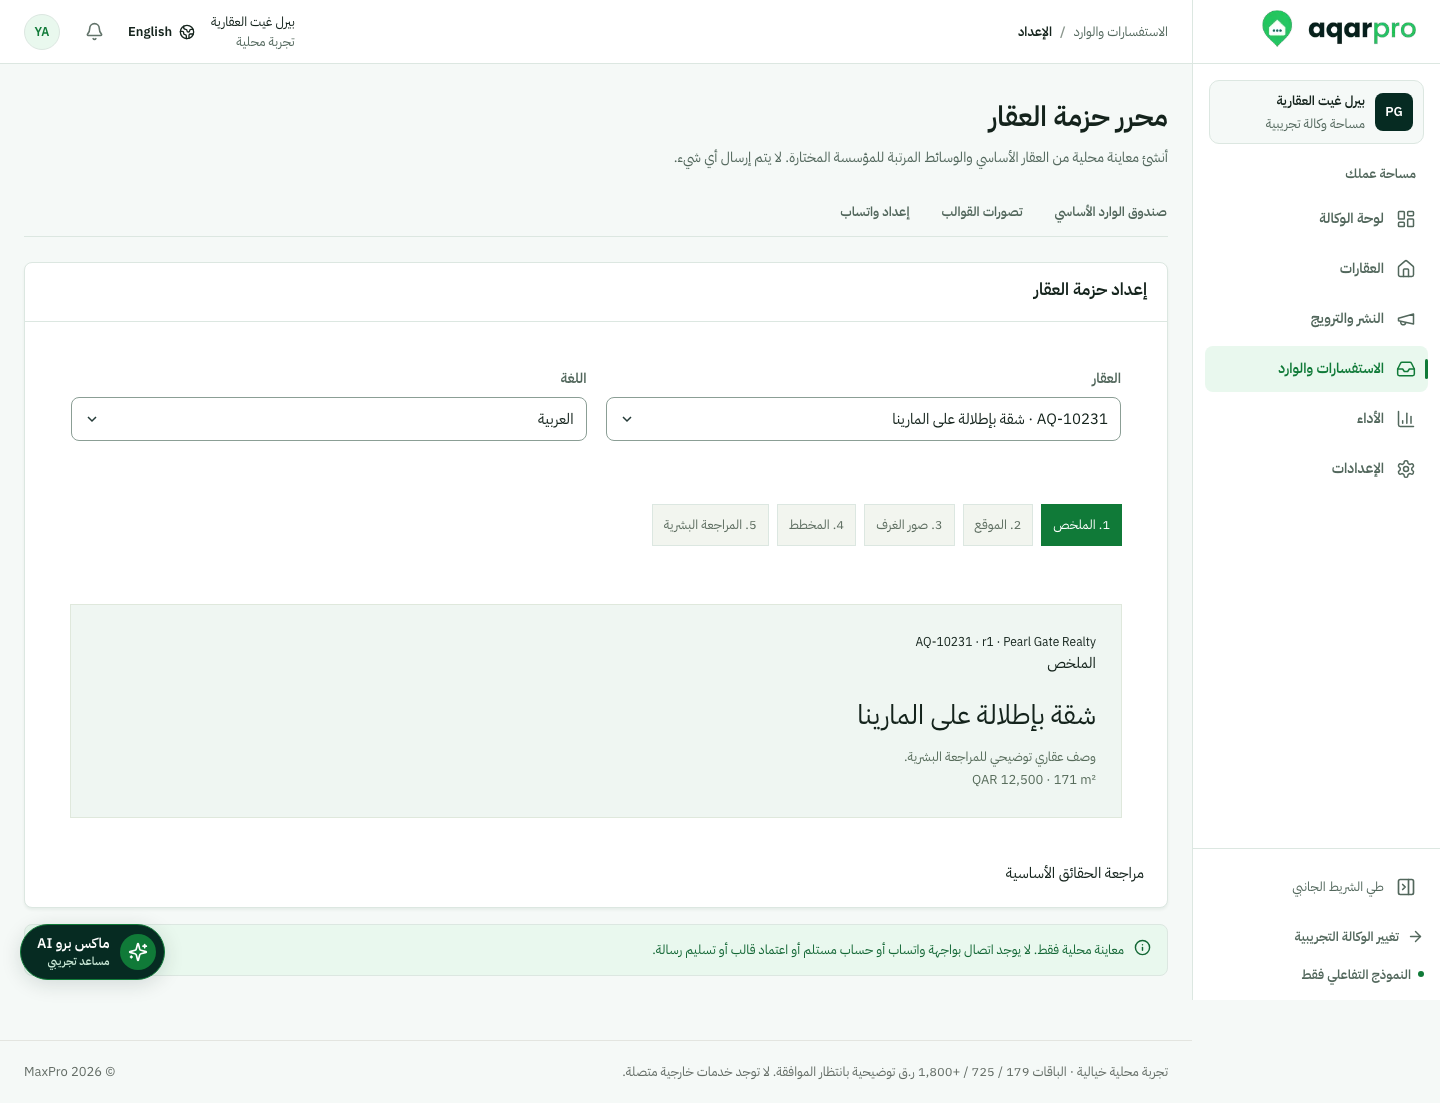 aqarpro
الاستفسارات والوارد / الإعداد
بيرل غيت العقارية
تجربة محلية
English
YA
PG
بيرل غيت العقارية
مساحة وكالة تجريبية
مساحة عملك
لوحة الوكالة
العقارات
النشر والترويج
الاستفسارات والوارد
الأداء
الإعدادات
طي الشريط الجانبي
تغيير الوكالة التجريبية
النموذج التفاعلي فقط
محرر حزمة العقار
أنشئ معاينة محلية من العقار الأساسي والوسائط المرتبة للمؤسسة المختارة. لا يتم إرسال أي شيء.
صندوق الوارد الأساسي
تصورات القوالب
إعداد واتساب
إعداد حزمة العقار
العقار
AQ-10231 · شقة بإطلالة على المارينا
اللغة
العربية
1. الملخص
2. الموقع
3. صور الغرف
4. المخطط
5. المراجعة البشرية
AQ-10231 · r1 · Pearl Gate Realty
الملخص
شقة بإطلالة على المارينا
وصف عقاري توضيحي للمراجعة البشرية.
QAR 12,500 · 171 m²
مراجعة الحقائق الأساسية
معاينة محلية فقط. لا يوجد اتصال بواجهة واتساب أو حساب مستلم أو اعتماد قالب أو تسليم رسالة.
ماكس برو AI
مساعد تجريبي
تجربة محلية خيالية · الباقات 179 / 725 / +1,800 ر.ق توضيحية بانتظار الموافقة. لا توجد خدمات خارجية متصلة.
© 2026 MaxPro